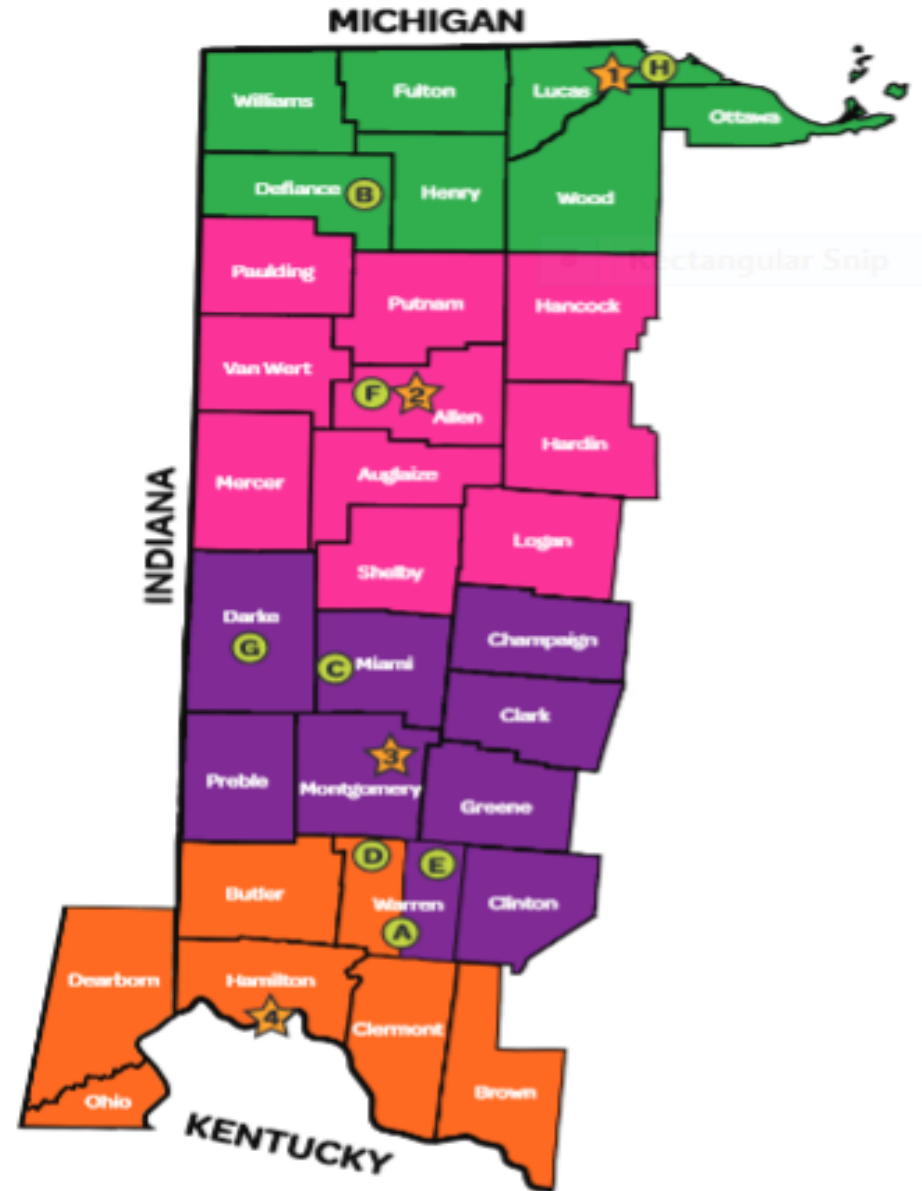 MICHIGAN
Williams
Fulton
Lucas
1
H
Ottawa
Defiance
B
Henry
Wood
Rectangular Snip
Paulding
Putnam
Hancock
Van Wert
F
2
Allen
Hardin
Mercer
Auglaize
INDIANA
Logan
Shelby
Darke
G
C
Miami
Champaign
Clark
3
Preble
Montgomery
Greene
D
E
Butler
Warren
Clinton
A
Dearborn
Hamilton
4
Clermont
Ohio
Brown
KENTUCKY